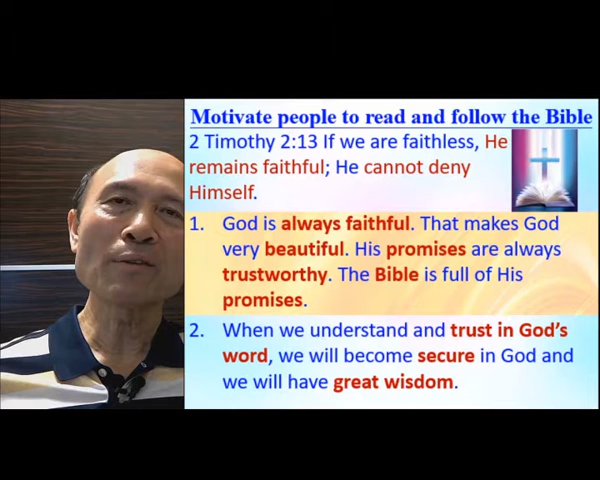 Motivate people to read and follow the Bible
2 Timothy 2:13 If we are faithless, He
remains faithful; He cannot deny
Himself.
1. God is always faithful. That makes God
very beautiful. His promises are always
trustworthy. The Bible is full of His
promises.
2. When we understand and trust in God's
word, we will become secure in God and
we will have great wisdom.